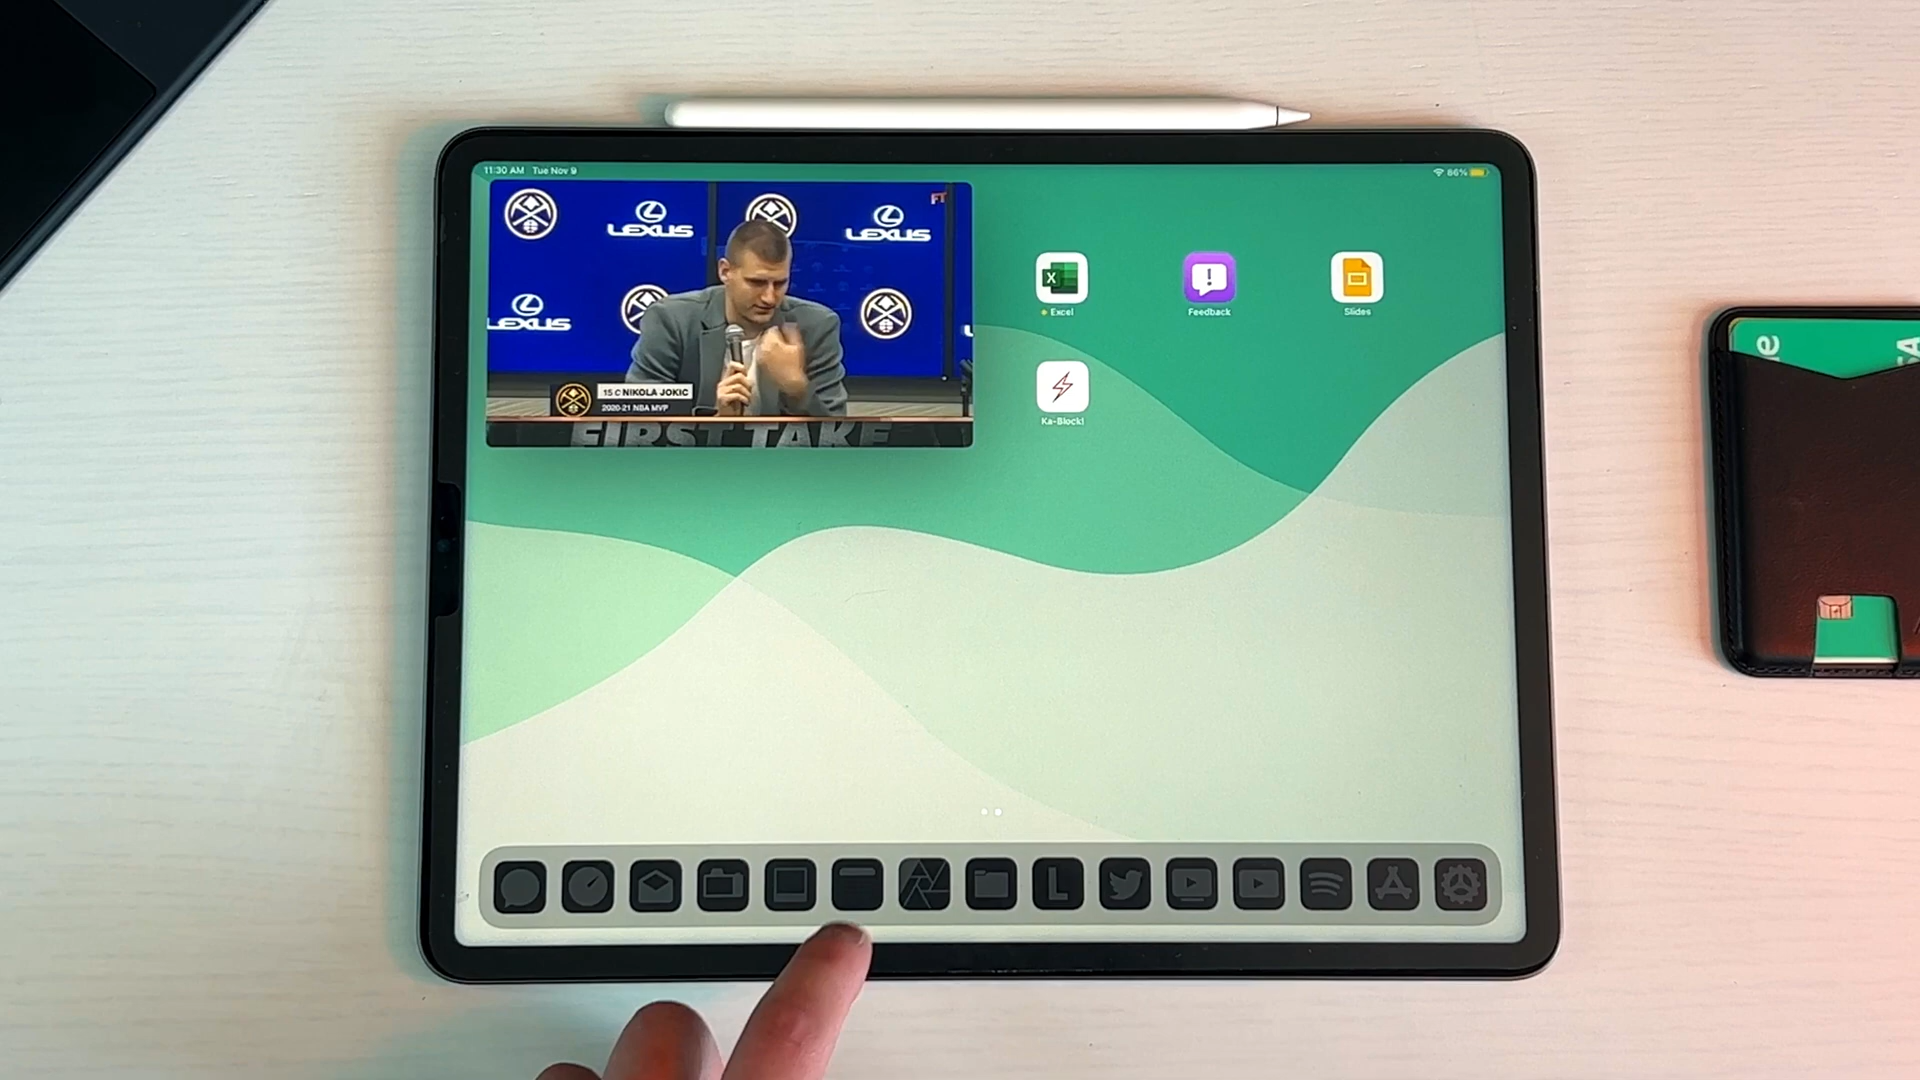 11:30 AM Tue Nov 9
86%
FT
LEXUS
LEXUS
LEXUS
15 C NIKOLA JOKIC
2020-21 NBA MVP
FIRST TAKE
Excel
Feedback
Slides
Ka-Block!
L